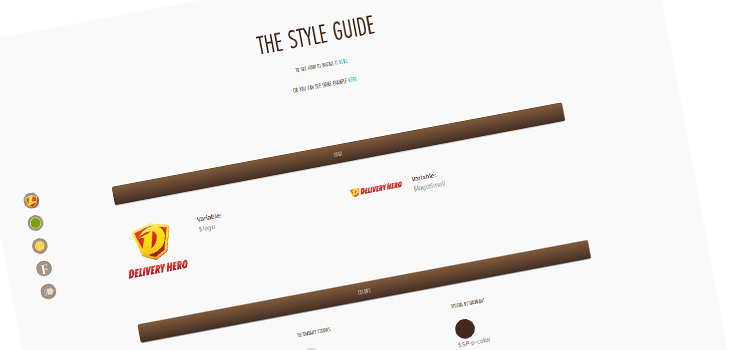 THE STYLE GUIDE
TO SEE HOW TO INSTALL IT HERE
OR YOU CAN SEE SOME EXAMPLE HERE
LOGO
Variable:
$logo
DELIVERY HERO
DELIVERY HERO
Variable:
$logoSmall
COLORS
SECONDARY COLORS
SPECIAL RESTAURANT
$SP-p-color
F